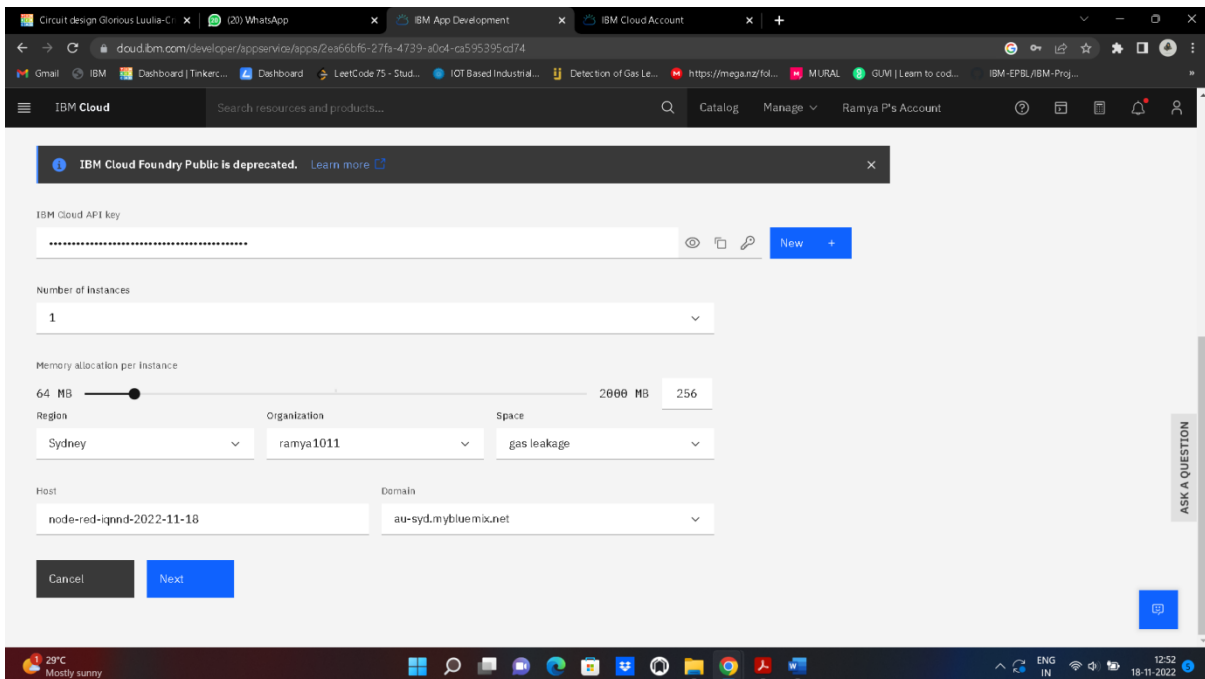 Circuit design Glorious Luulia-Cr
(20) WhatsApp
IBM App Development
IBM Cloud Account
cloud.ibm.com/developer/appservice/apps/2ea66bf6-27fa-4739-a0c4-ca595395cd74
Gmail IBM Dashboard | Tinkerc... Dashboard LeetCode 75 - Stud... IOT Based Industrial... Detection of Gas Le... https://mega.nz/fol... MURAL GUVI | Learn to cod... IBM-EPBL/IBM-Proj... »
IBM Cloud Search resources and products... Catalog Manage Ramya P's Account
IBM Cloud Foundry Public is deprecated. Learn more
IBM Cloud API key
••••••••••••••••••••••••••••••••••••••••••••
New +
Number of instances
1
Memory allocation per instance
64 MB 2000 MB 256
Region Organization Space
Sydney ramya1011 gas leakage
Host Domain
node-red-iqnnd-2022-11-18 au-syd.mybluemix.net
Cancel Next
ASK A QUESTION
1 29°C
Mostly sunny
ENG
IN
12:52
18-11-2022
5